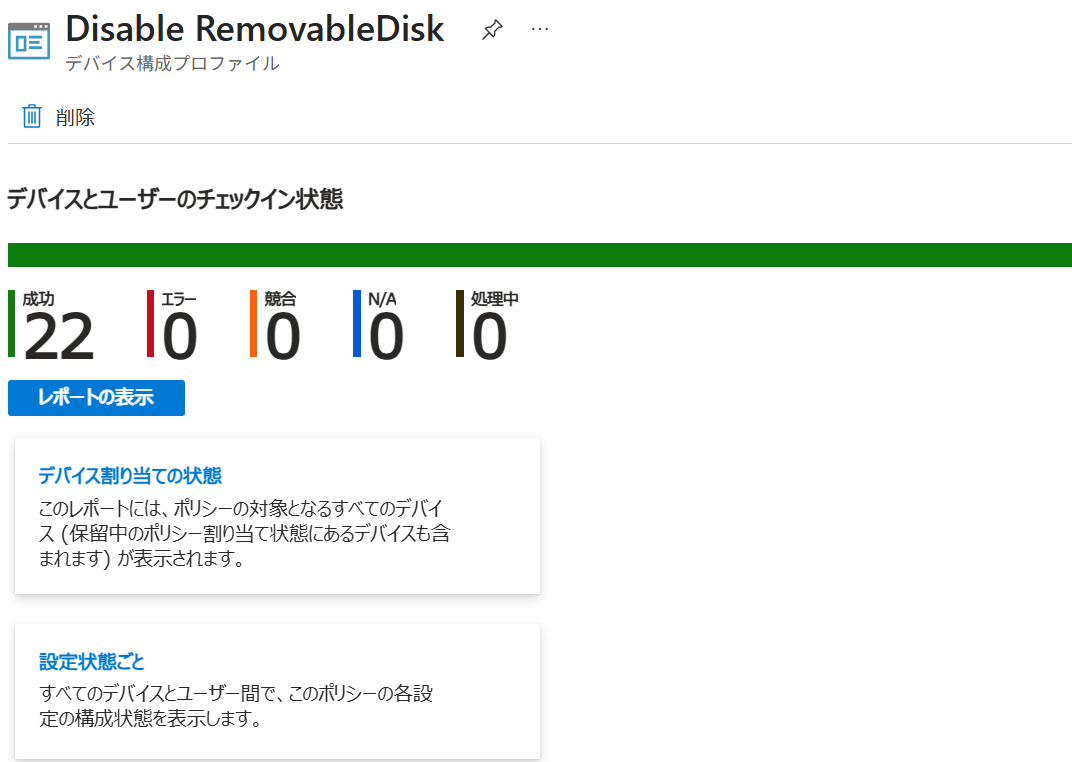 Disable RemovableDisk
デバイス構成プロファイル
削除
デバイスとユーザーのチェックイン状態
成功 エラー 競合 N/A 処理中
22 0 0 0 0
レポートの表示
デバイス割り当ての状態
このレポートには、ポリシーの対象となるすべてのデバイ
ス (保留中のポリシー割り当て状態にあるデバイスも含
まれます) が表示されます。
設定状態ごと
すべてのデバイスとユーザー間で、このポリシーの各設
定の構成状態を表示します。